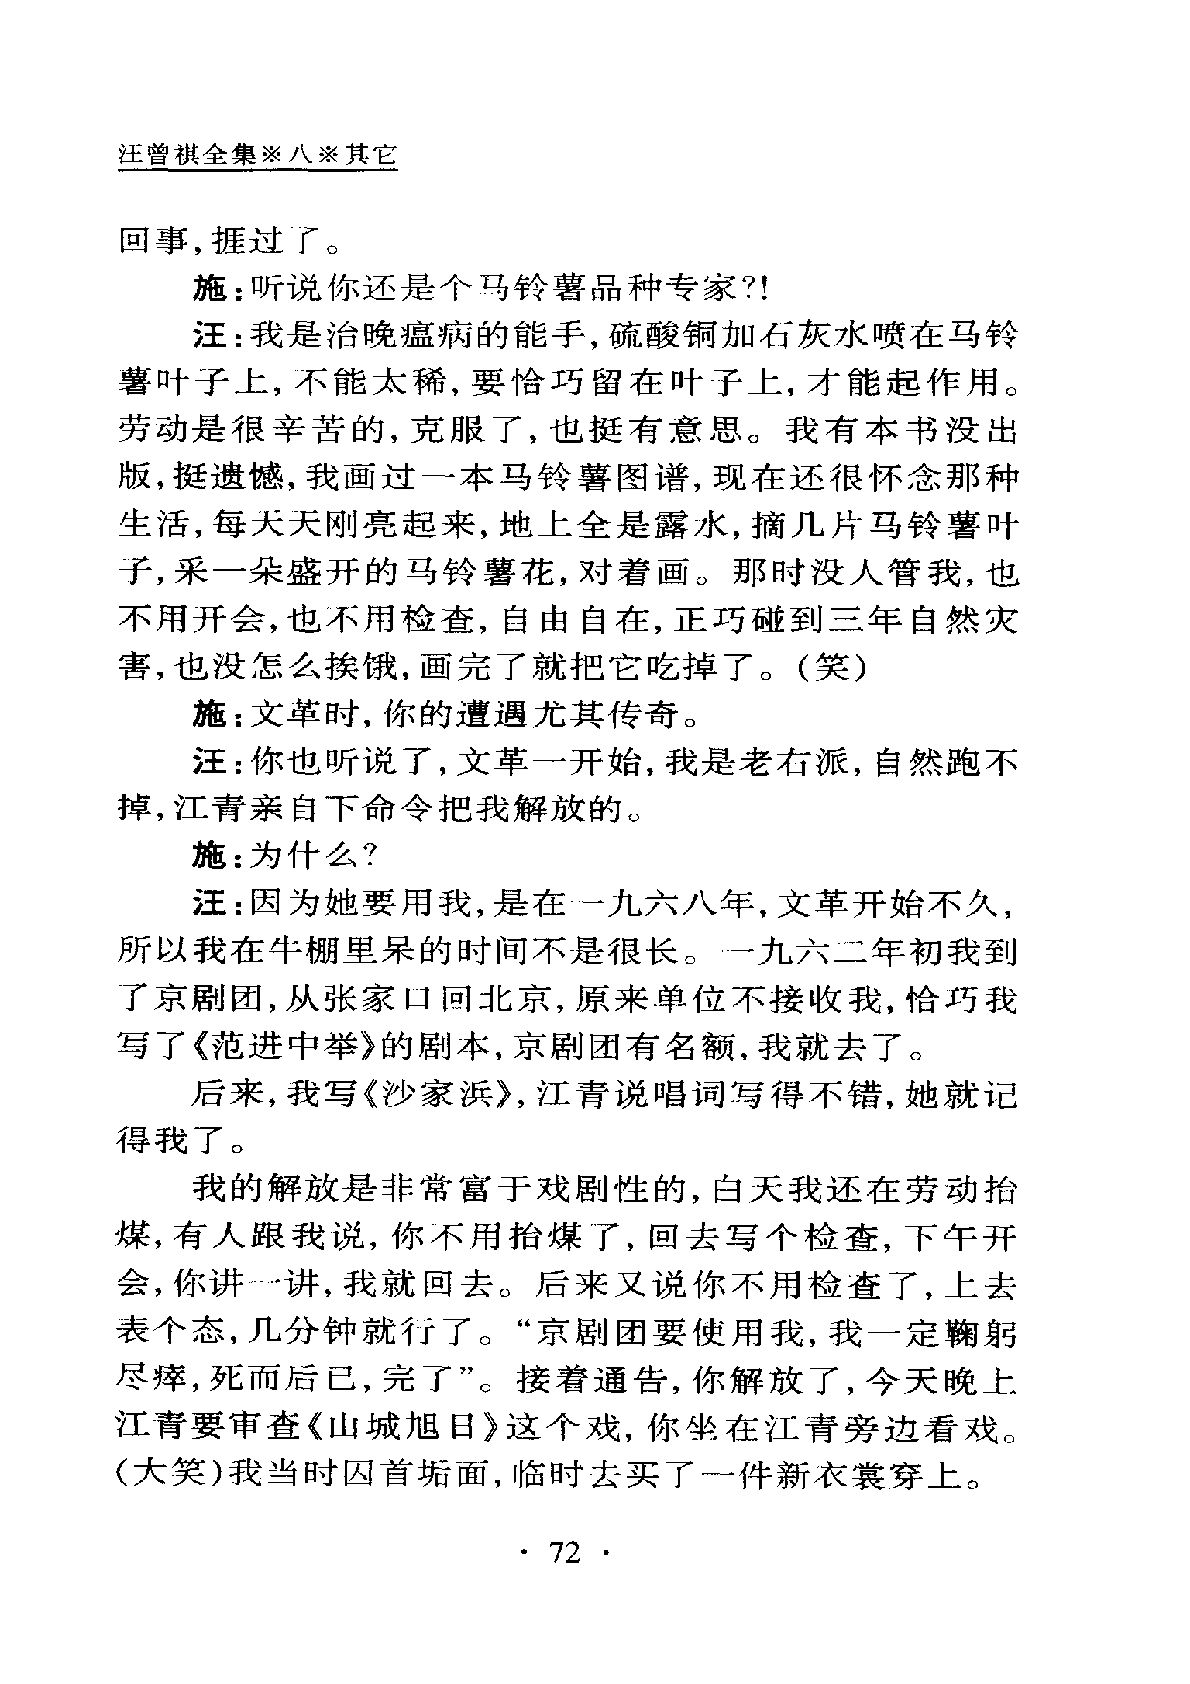 汪曾祺全集※八※其它
回事,捱过了。
施:听说你还是个马铃薯品种专家?!
汪:我是治晚瘟病的能手,硫酸铜加石灰水喷在马铃
薯叶子上,不能太稀,要恰巧留在叶子上,才能起作用。
劳动是很辛苦的,克服了,也挺有意思。我有本书没出
版,挺遗憾,我画过一本马铃薯图谱,现在还很怀念那种
生活,每天天刚亮起来,地上全是露水,摘几片马铃薯叶
子,采一朵盛开的马铃薯花,对着画。那时没人管我,也
不用开会,也不用检查,自由自在,正巧碰到三年自然灾
害,也没怎么挨饿,画完了就把它吃掉了。(笑)
施:文革时,你的遭遇尤其传奇。
汪:你也听说了,文革一开始,我是老右派,自然跑不
掉,江青亲自下命令把我解放的。
施:为什么?
汪:因为她要用我,是在一九六八年,文革开始不久,
所以我在牛棚里呆的时间不是很长。一九六二年初我到
了京剧团,从张家口回北京,原来单位不接收我,恰巧我
写了《范进中举》的剧本,京剧团有名额,我就去了。
后来,我写《沙家浜》,江青说唱词写得不错,她就记
得我了。
我的解放是非常富于戏剧性的,白天我还在劳动抬
煤,有人跟我说,你不用抬煤了,回去写个检查,下午开
会,你讲一讲,我就回去。后来又说你不用检查了,上去
表个态,几分钟就行了。“京剧团要使用我,我一定鞠躬
尽瘁,死而后已,完了”。接着通告,你解放了,今天晚上
江青要审查《山城旭日》这个戏,你坐在江青旁边看戏。
(大笑)我当时囚首垢面,临时去买了一件新衣裳穿上。
· 72 ·